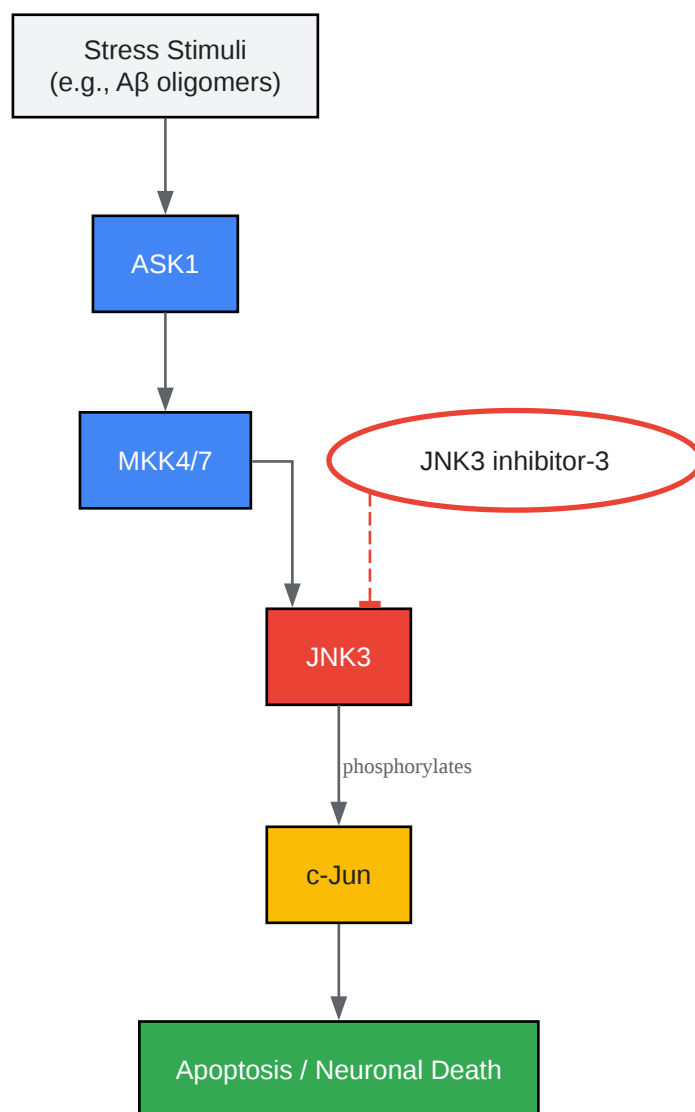 Stress Stimuli
(e.g., Aβ oligomers)
ASK1
MKK4/7
JNK3 inhibitor-3
JNK3
phosphorylates
c-Jun
Apoptosis / Neuronal Death